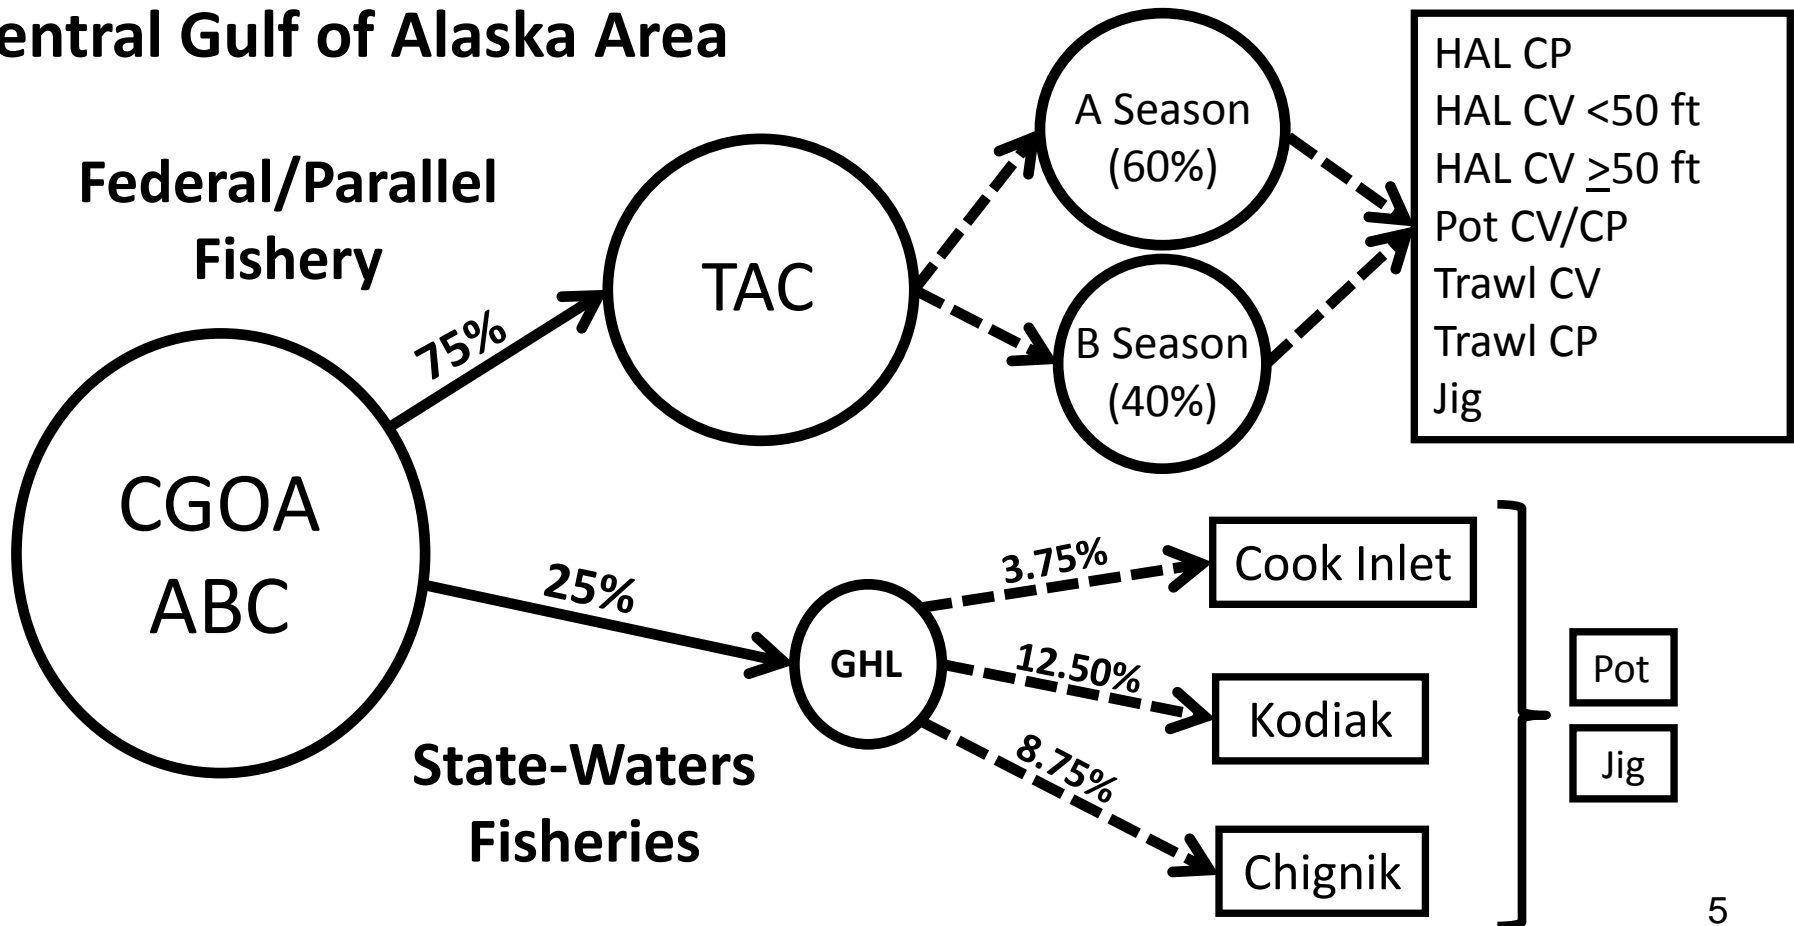 entral Gulf of Alaska Area
Federal/Parallel
Fishery
75%
TAC
A Season
(60%)
B Season
(40%)
HAL CP
HAL CV <50 ft
HAL CV ≥50 ft
Pot CV/CP
Trawl CV
Trawl CP
Jig
CGOA
ABC
25%
GHL
State-Waters
Fisheries
3.75%
Cook Inlet
12.50%
Kodiak
8.75%
Chignik
Pot
Jig
5